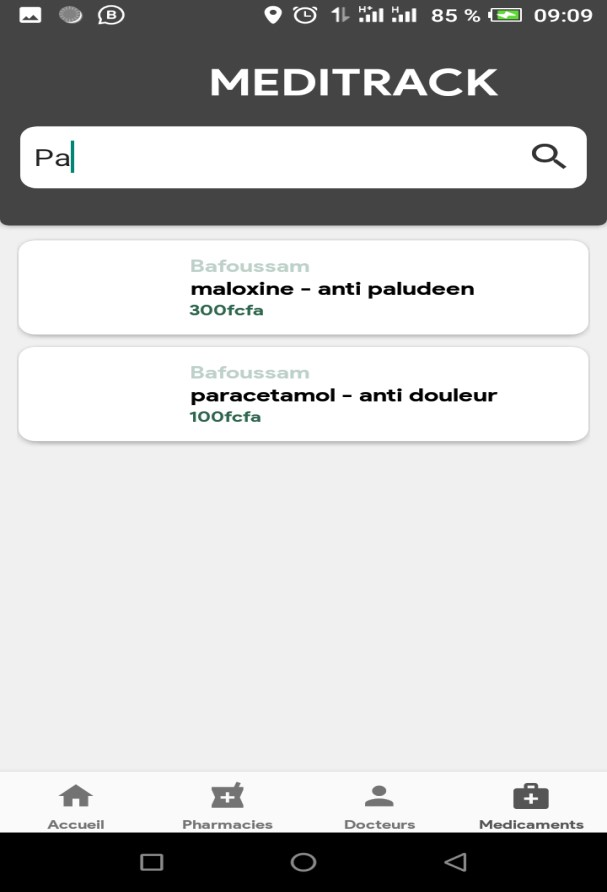 B H+ H 85 % 09:09
MEDITRACK
Pa
Bafoussam
maloxine - anti paludeen
300fcfa
Bafoussam
paracetamol - anti douleur
100fcfa
Accueil Pharmacies Docteurs Medicaments